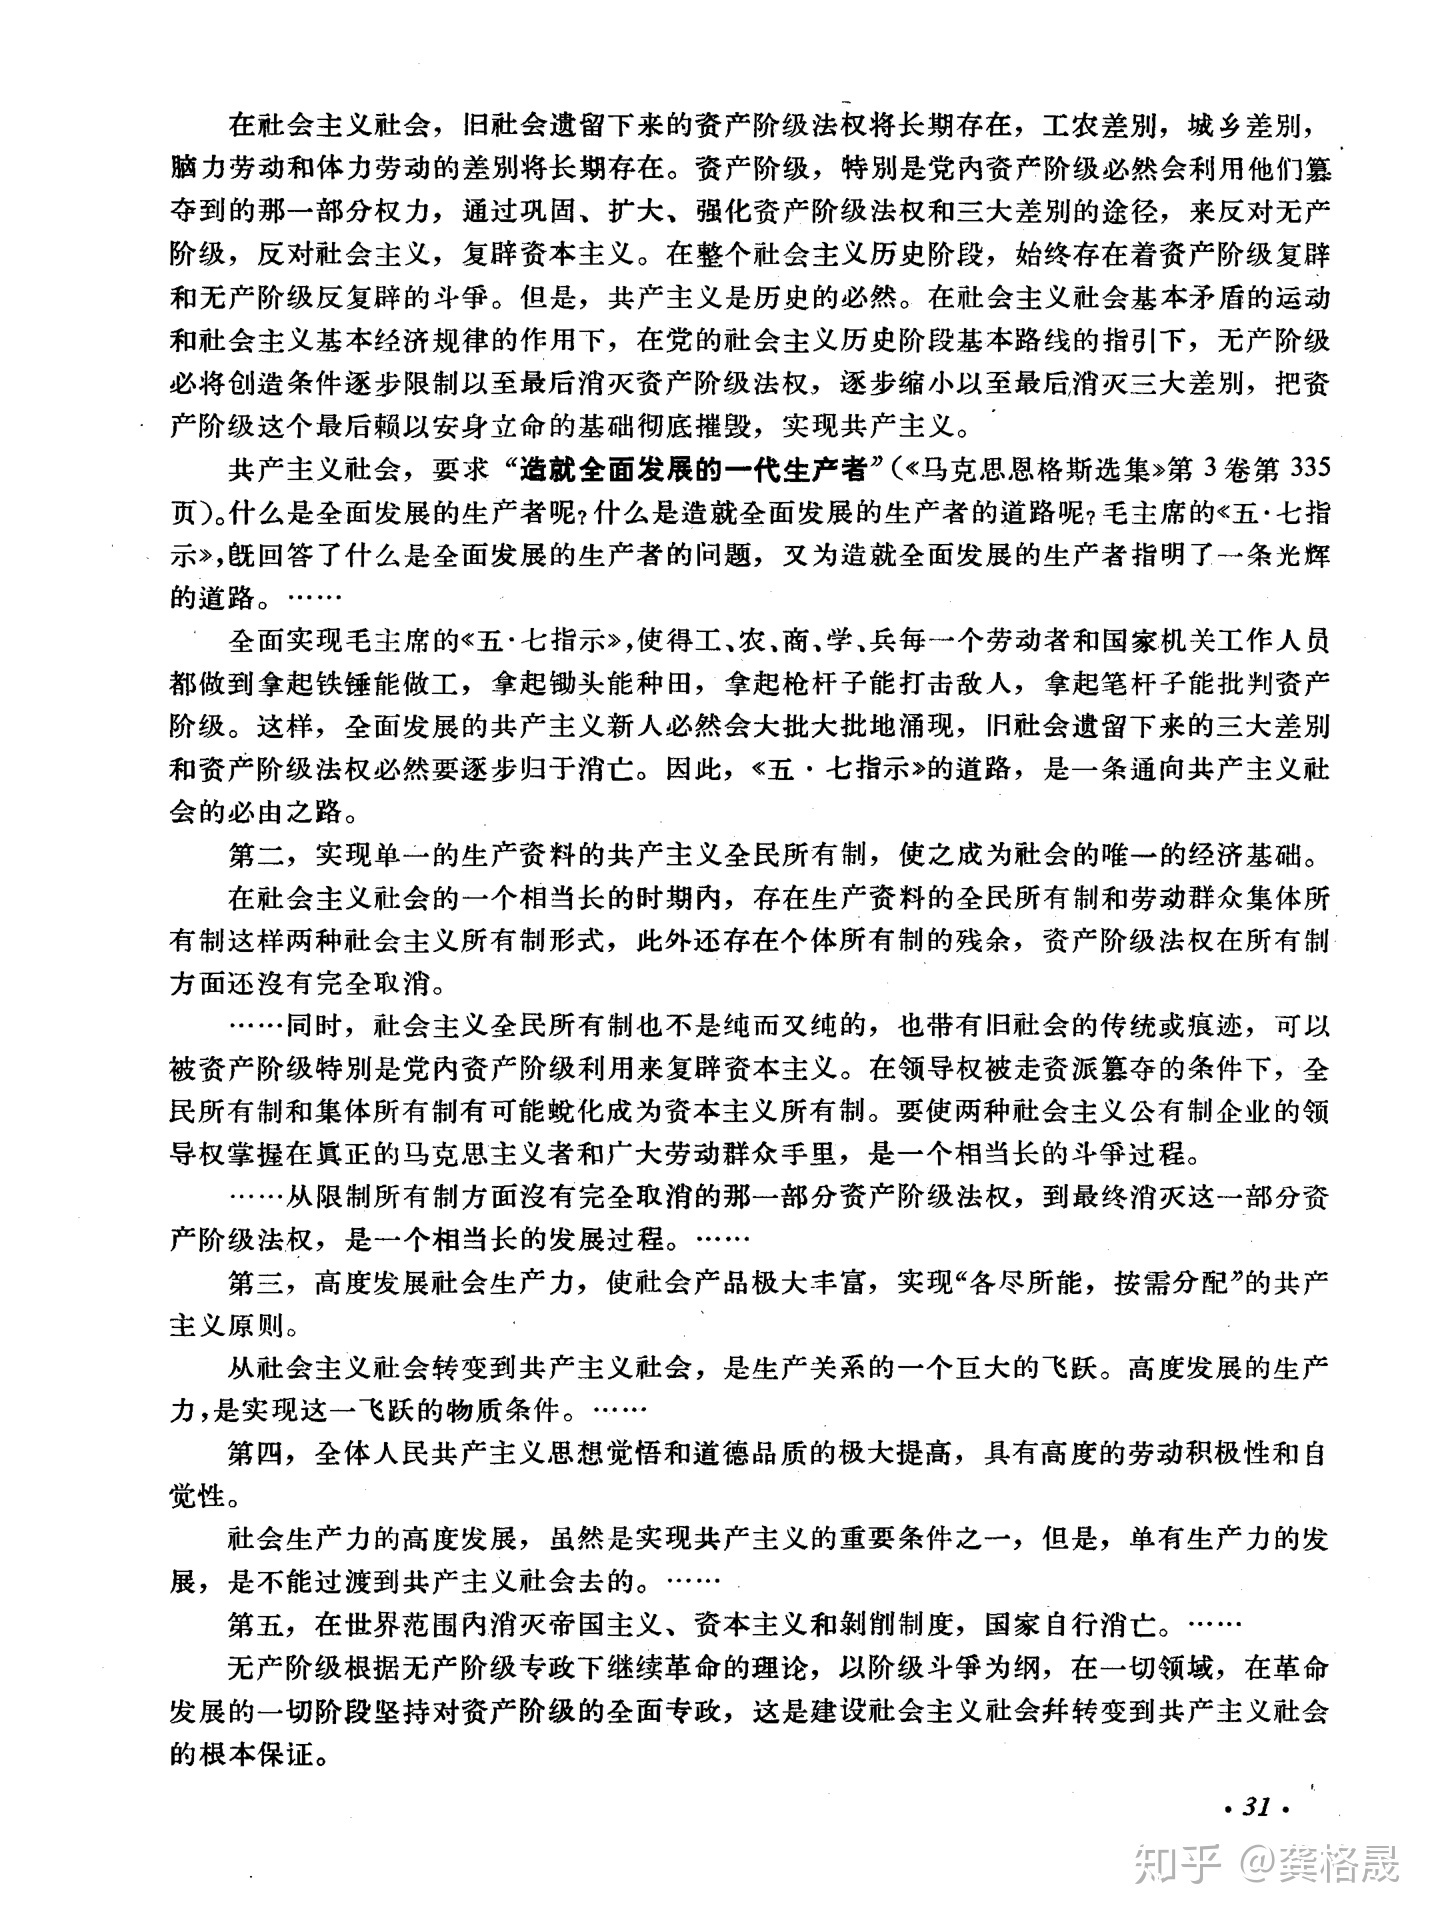 在社会主义社会，旧社会遗留下来的资产阶级法权将长期存在，工农差别，城乡差别，
脑力劳动和体力劳动的差别将长期存在。资产阶级，特别是党内资产阶级必然会利用他们篡
夺到的那一部分权力，通过巩固、扩大、强化资产阶级法权和三大差别的途径，来反对无产
阶级，反对社会主义，复辟资本主义。在整个社会主义历史阶段，始终存在着资产阶级复辟
和无产阶级反复辟的斗爭。但是，共产主义是历史的必然。在社会主义社会基本矛盾的运动
和社会主义基本经济规律的作用下，在党的社会主义历史阶段基本路线的指引下，无产阶级
必将创造条件逐步限制以至最后消灭资产阶级法权，逐步缩小以至最后消灭三大差别，把资
产阶级这个最后赖以安身立命的基础彻底摧毁，实现共产主义。
共产主义社会，要求“造就全面发展的一代生产者”（《马克思恩格斯选集》第3卷第335
页）。什么是全面发展的生产者呢？什么是造就全面发展的生产者的道路呢？毛主席的《五·七指
示》，既回答了什么是全面发展的生产者的问题，又为造就全面发展的生产者指明了一条光辉
的道路。……
全面实现毛主席的《五·七指示》，使得工、农、商、学、兵每一个劳动者和国家机关工作人员
都做到拿起铁锤能做工，拿起锄头能种田，拿起枪杆子能打击敌人，拿起笔杆子能批判资产
阶级。这样，全面发展的共产主义新人必然会大批大批地涌现，旧社会遗留下来的三大差别
和资产阶级法权必然要逐步归于消亡。因此，《五·七指示》的道路，是一条通向共产主义社
会的必由之路。
第二，实现单一的生产资料的共产主义全民所有制，使之成为社会的唯一的经济基础。
在社会主义社会的一个相当长的时期内，存在生产资料的全民所有制和劳动群众集体所
有制这样两种社会主义所有制形式，此外还存在个体所有制的残余，资产阶级法权在所有制
方面还沒有完全取消。
……同时，社会主义全民所有制也不是纯而又纯的，也带有旧社会的传统或痕迹，可以
被资产阶级特别是党内资产阶级利用来复辟资本主义。在领导权被走资派篡夺的条件下，全
民所有制和集体所有制有可能蛻化成为资本主义所有制。要使两种社会主义公有制企业的领
导权掌握在眞正的马克思主义者和广大劳动群众手里，是一个相当长的斗爭过程。
……从限制所有制方面沒有完全取消的那一部分资产阶级法权，到最终消灭这一部分资
产阶级法权，是一个相当长的发展过程。……
第三，高度发展社会生产力，使社会产品极大丰富，实现“各尽所能，按需分配”的共产
主义原则。
从社会主义社会转变到共产主义社会，是生产关系的一个巨大的飞跃。高度发展的生产
力，是实现这一飞跃的物质条件。……
第四，全体人民共产主义思想觉悟和道德品质的极大提高，具有高度的劳动积极性和自
觉性。
社会生产力的高度发展，虽然是实现共产主义的重要条件之一，但是，单有生产力的发
展，是不能过渡到共产主义社会去的。……
第五，在世界范围内消灭帝国主义、资本主义和剝削制度，国家自行消亡。……
无产阶级根据无产阶级专政下继续革命的理论，以阶级斗爭为纲，在一切领域，在革命
发展的一切阶段坚持对资产阶级的全面专政，这是建设社会主义社会幷转变到共产主义社会
的根本保证。
· 31 ·
知乎 @龚格晟